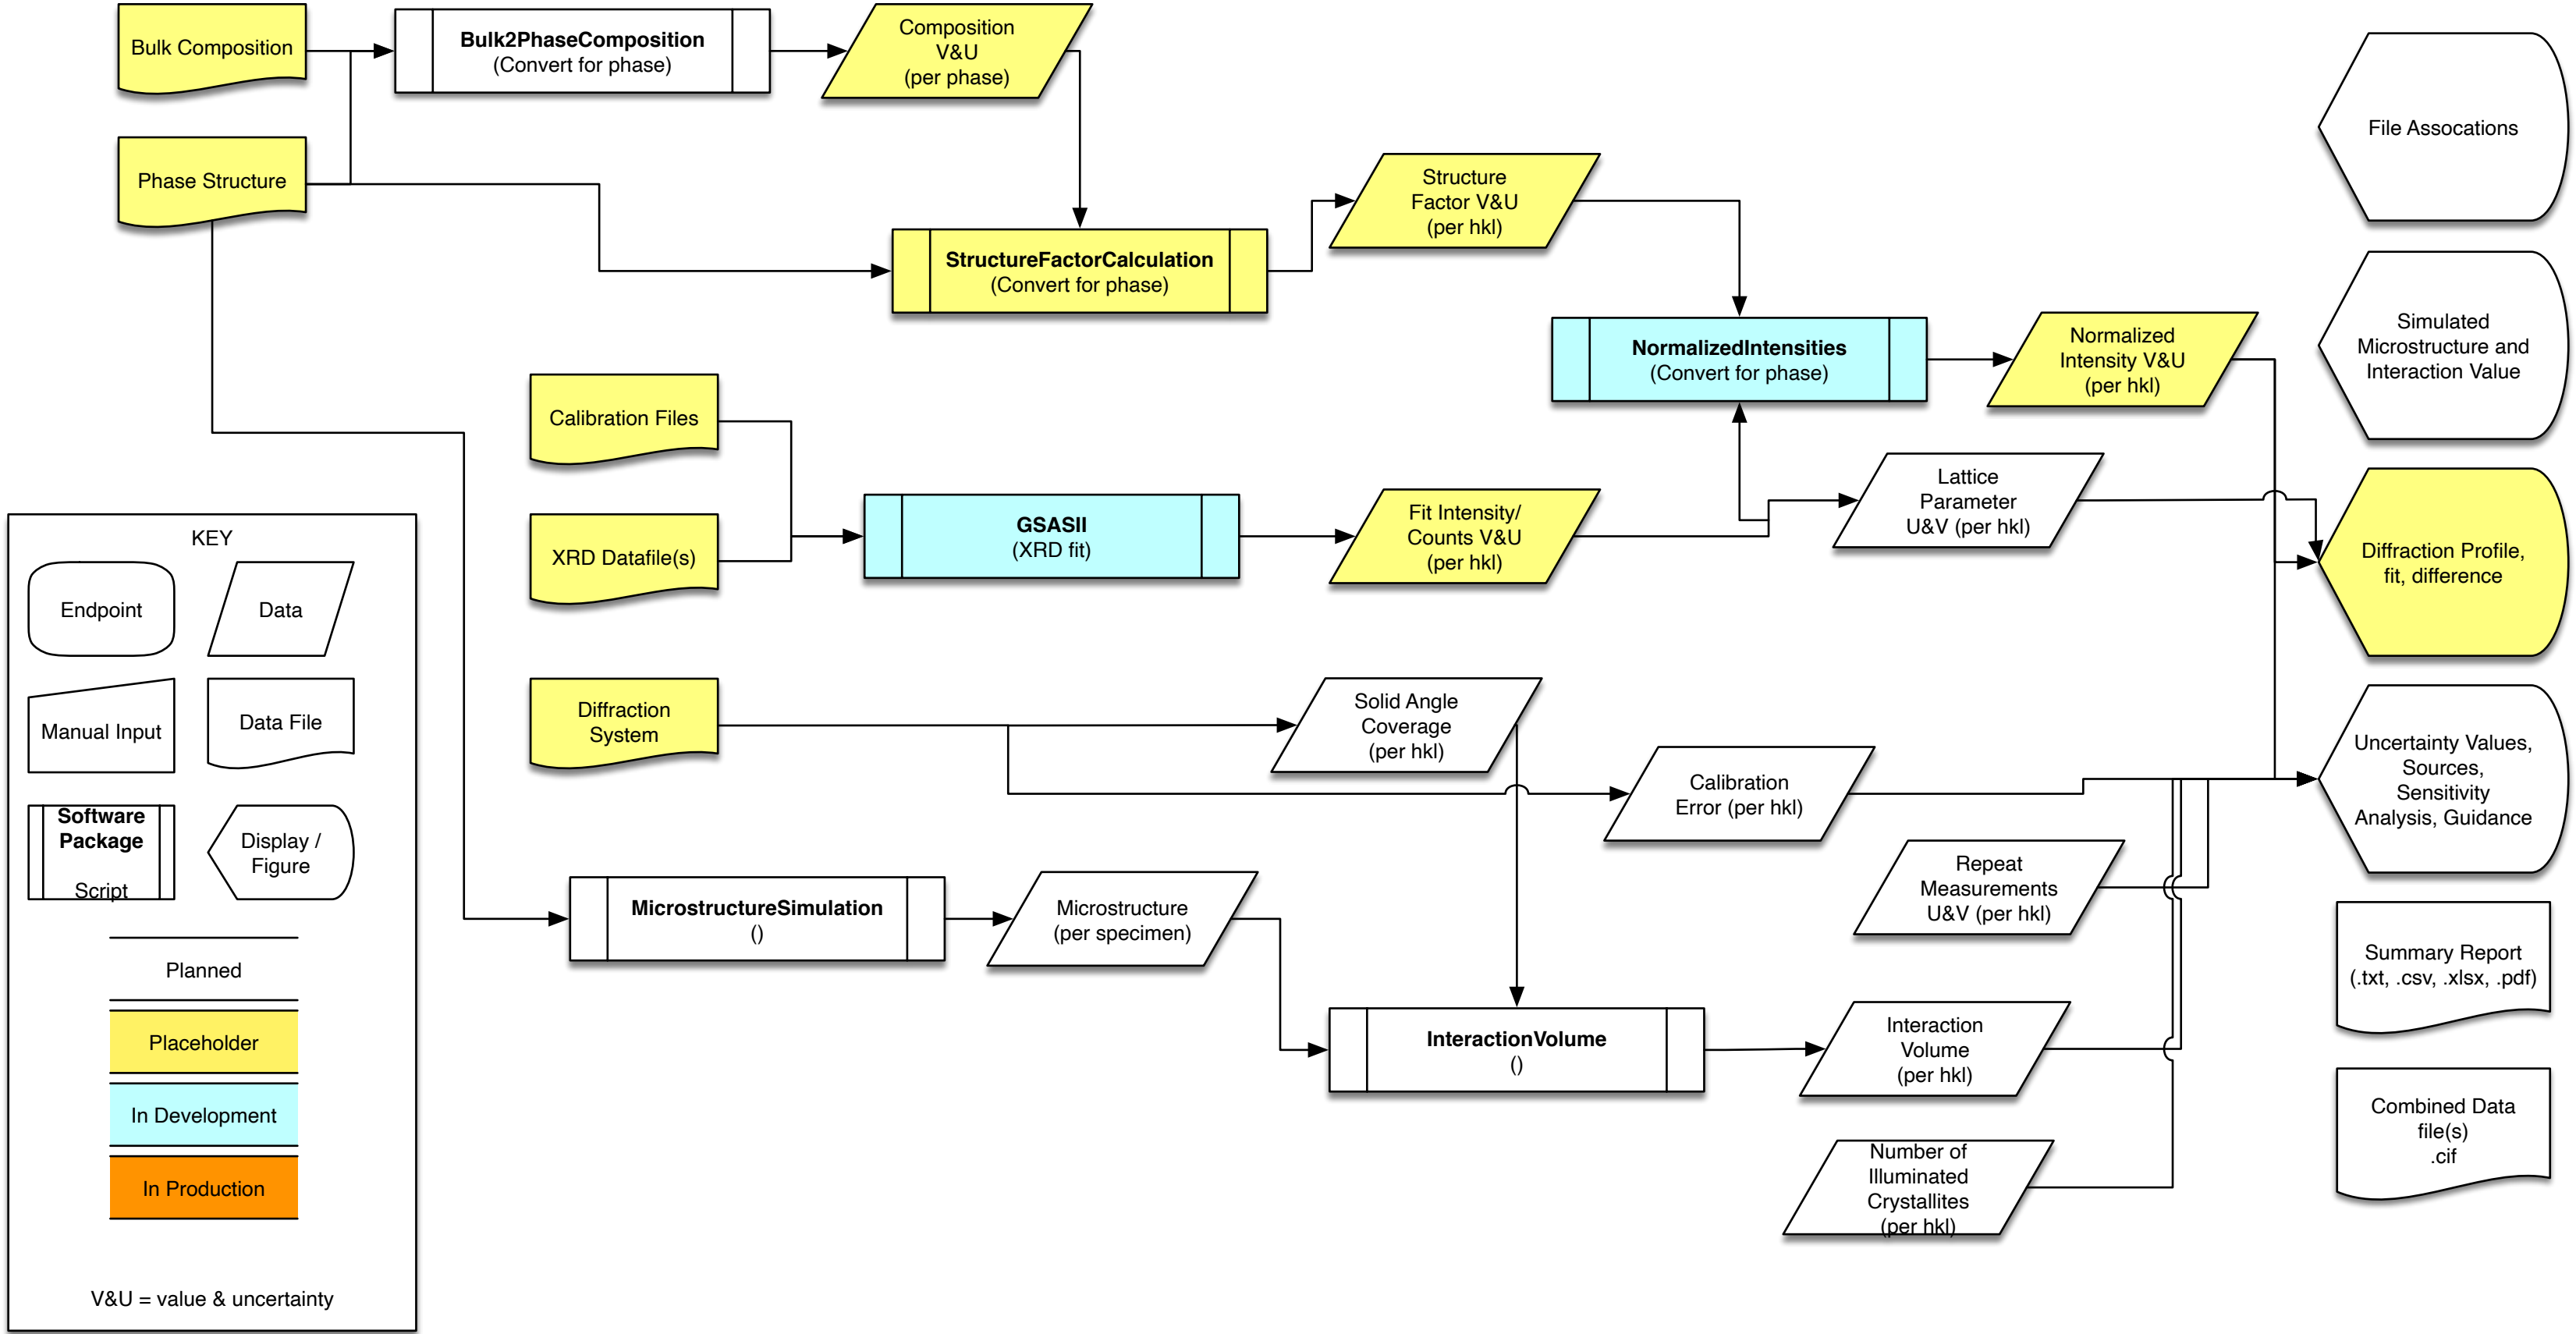 Bulk Composition
Bulk2PhaseComposition
(Convert for phase)
Composition
V&U
(per phase)
File Assocations
Phase Structure
Structure
Factor V&U
(per hkl)
StructureFactorCalculation
(Convert for phase)
Simulated
Microstructure and
Interaction Value
NormalizedIntensities
(Convert for phase)
Normalized
Intensity V&U
(per hkl)
Calibration Files
XRD Datafile(s)
GSASII
(XRD fit)
Fit Intensity/
Counts V&U
(per hkl)
Lattice
Parameter
U&V (per hkl)
Diffraction Profile,
fit, difference
KEY
Endpoint
Data
Manual Input
Data File
Software
Package
Script
Display /
Figure
Planned
Placeholder
In Development
In Production
V&U = value & uncertainty
Diffraction
System
Solid Angle
Coverage
(per hkl)
Calibration
Error (per hkl)
Uncertainty Values,
Sources,
Sensitivity
Analysis, Guidance
Repeat
Measurements
U&V (per hkl)
MicrostructureSimulation
()
Microstructure
(per specimen)
Summary Report
(.txt, .csv, .xlsx, .pdf)
InteractionVolume
()
Interaction
Volume
(per hkl)
Combined Data
file(s)
.cif
Number of
Illuminated
Crystallites
(per hkl)